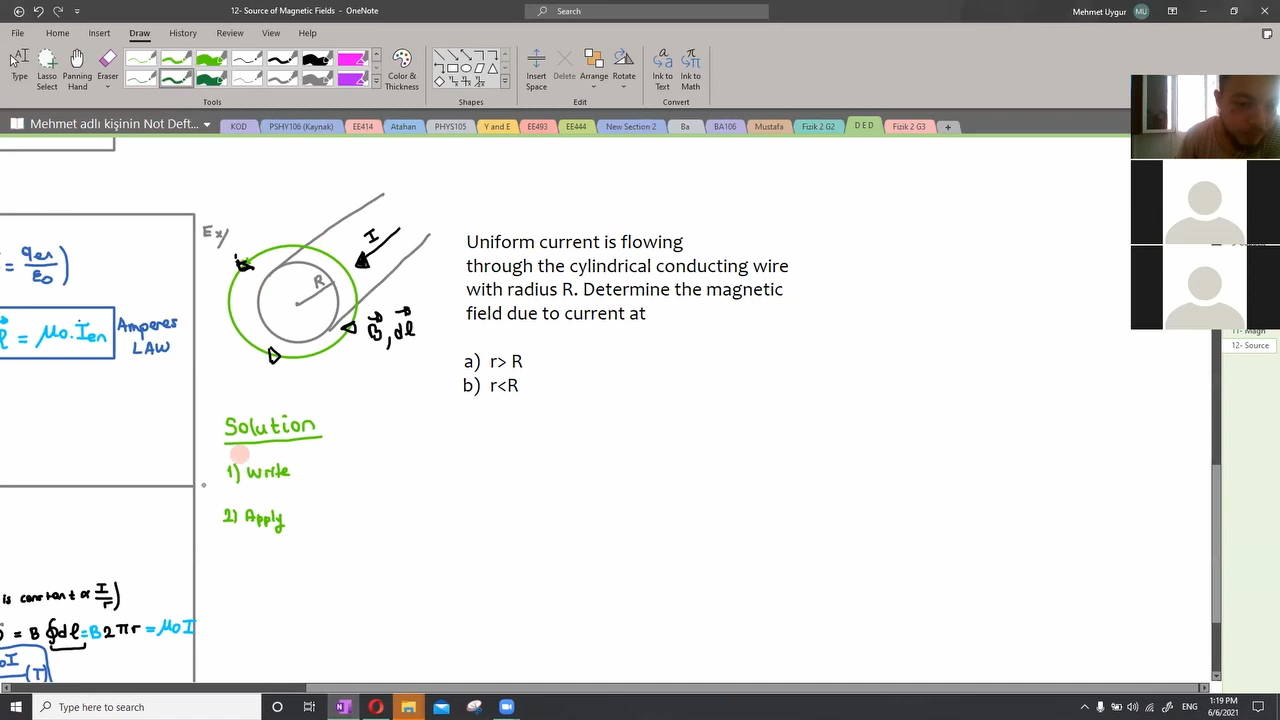 12- Source of Magnetic Fields - OneNote
Search
Mehmet Uygur
MU
File
Home
Insert
Draw
History
Review
View
Help
Type
Lasso Select
Panning Hand
Eraser
Color & Thickness
Insert Space
Delete
Arrange
Rotate
Ink to Text
Ink to Math
Tools
Shapes
Edit
Convert
Mehmet adlı kişinin Not Deft...
KOD
PSHY106 (Kaynak)
EE414
Atahan
PHYS105
Y and E
EE493
EE444
New Section 2
Ba
BA106
Mustafa
Fizik 2 G2
D E D
Fizik 2 G3
+
= qen/ε0)
= μ0.Ien
Amperes
LAW
Ex/
I
R
B, dl
Uniform current is flowing
through the cylindrical conducting wire
with radius R. Determine the magnetic
field due to current at
a) r> R
b) r<R
Solution
1) Write
2) Apply
is constant α I/r)
= B ∮dl = B 2πr = μ0I
0I
(T)
11- Magn
12- Source
Type here to search
ENG
1:19 PM
6/6/2021